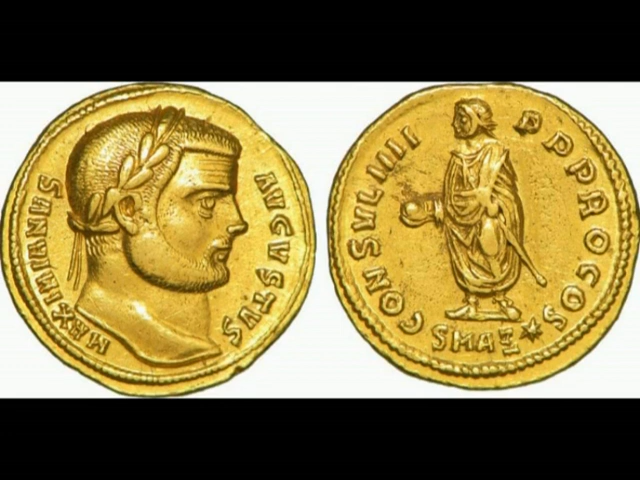 MAXIMIANVS
AVGVSTVS
CONSVL IIII P P PROCOS
SMAΞ*